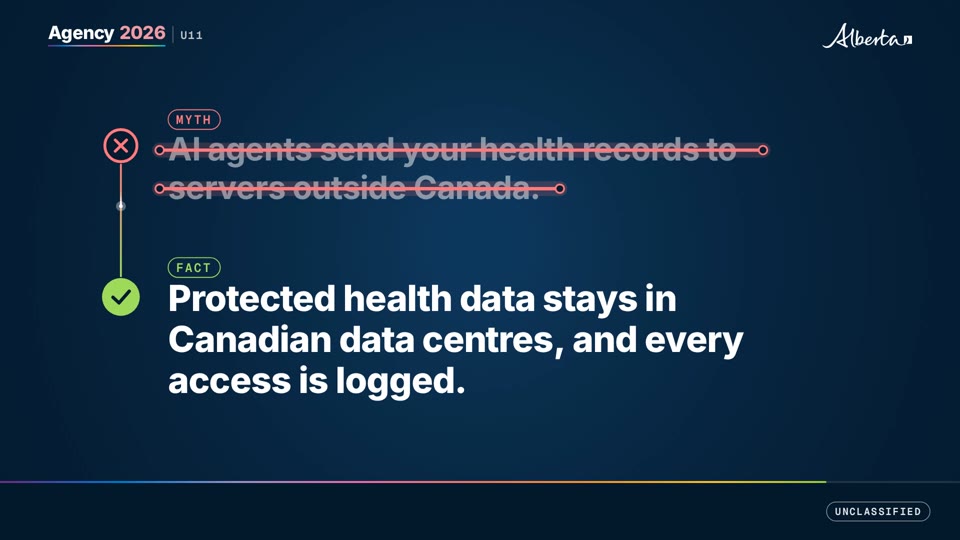 Agency 2026 | U11
Alberta
MYTH
AI agents send your health records to
servers outside Canada.
FACT
Protected health data stays in
Canadian data centres, and every
access is logged.
UNCLASSIFIED